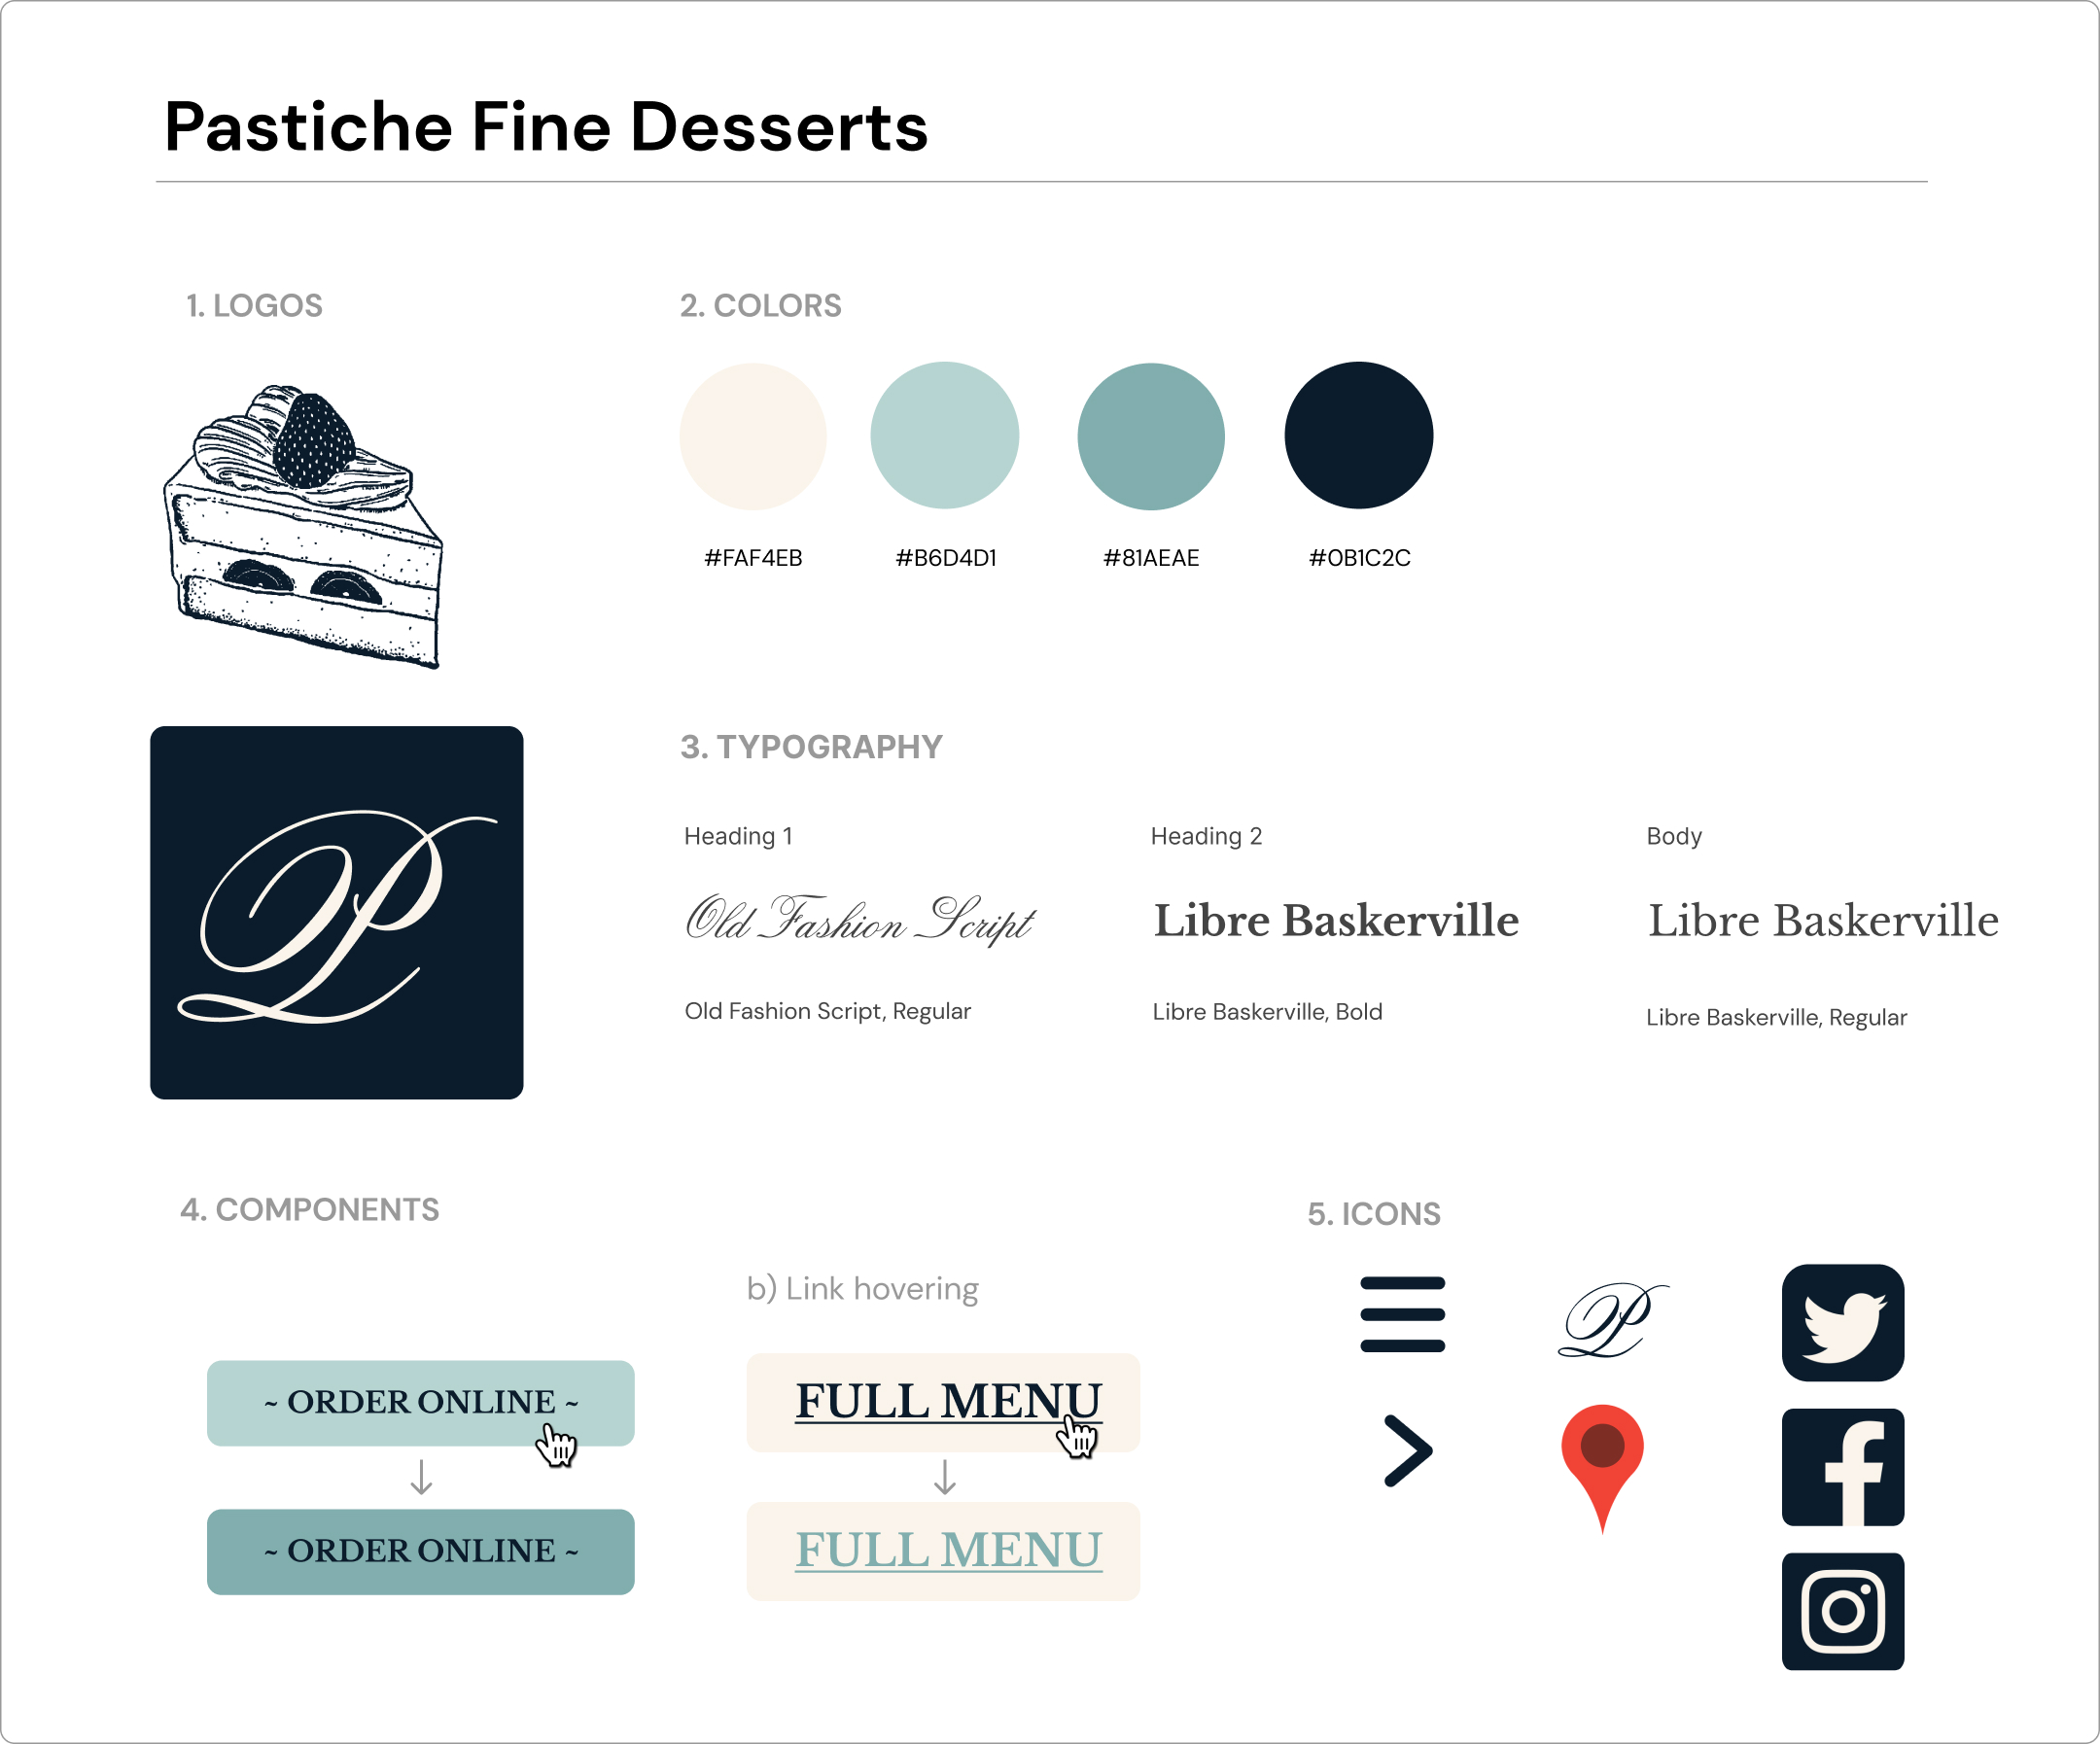 Pastiche Fine Desserts
1. LOGOS
2. COLORS
#FAF4EB
#B6D4D1
#81AEAE
#0B1C2C
P
3. TYPOGRAPHY
Heading 1
Heading 2
Body
Old Fashion Script
Libre Baskerville
Libre Baskerville
Old Fashion Script, Regular
Libre Baskerville, Bold
Libre Baskerville, Regular
4. COMPONENTS
b) Link hovering
~ ORDER ONLINE ~
FULL MENU
~ ORDER ONLINE ~
FULL MENU
5. ICONS
P